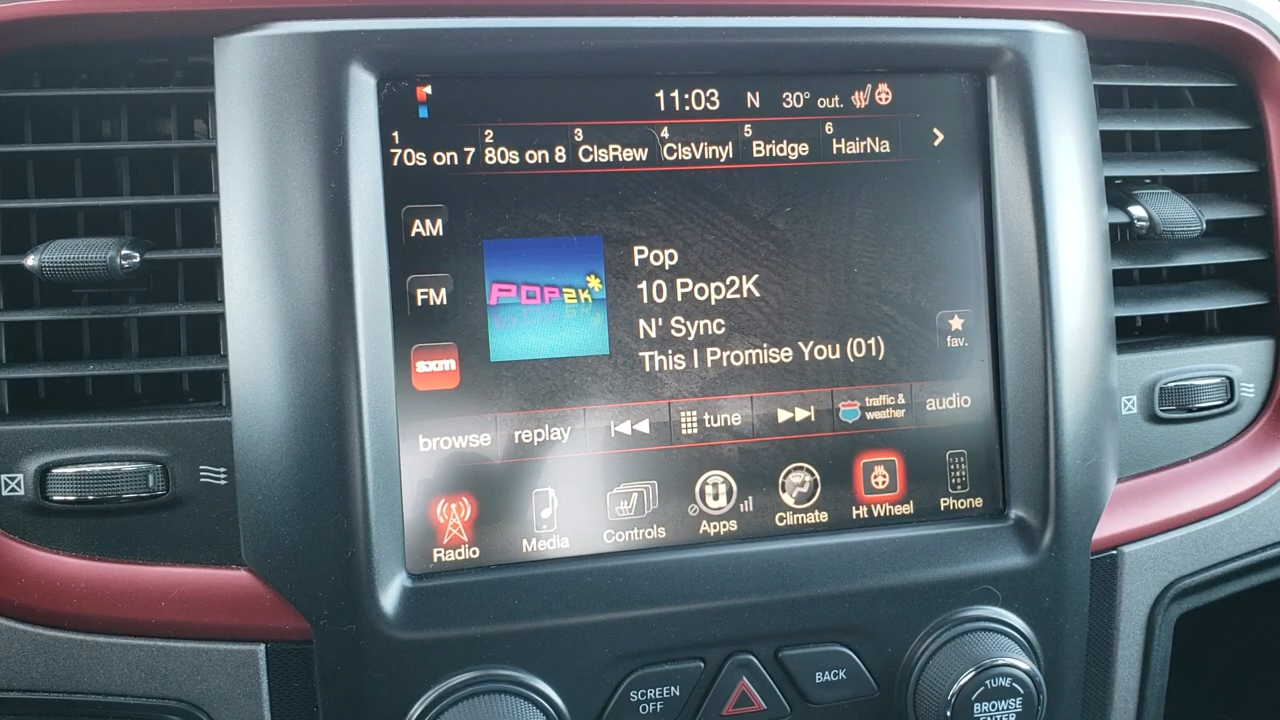 11:03 N 30° out.
1 2 3 4 5 6
70s on 7 80s on 8 ClsRew ClsVinyl Bridge HairNa
AM
FM
sxm
POP2K*
Pop
10 Pop2K
N' Sync
This I Promise You (01)
fav.
browse replay tune traffic & weather audio
Radio Media Controls Apps Climate Ht Wheel Phone
SCREEN
OFF
BACK
TUNE
BROWSE
ENTER